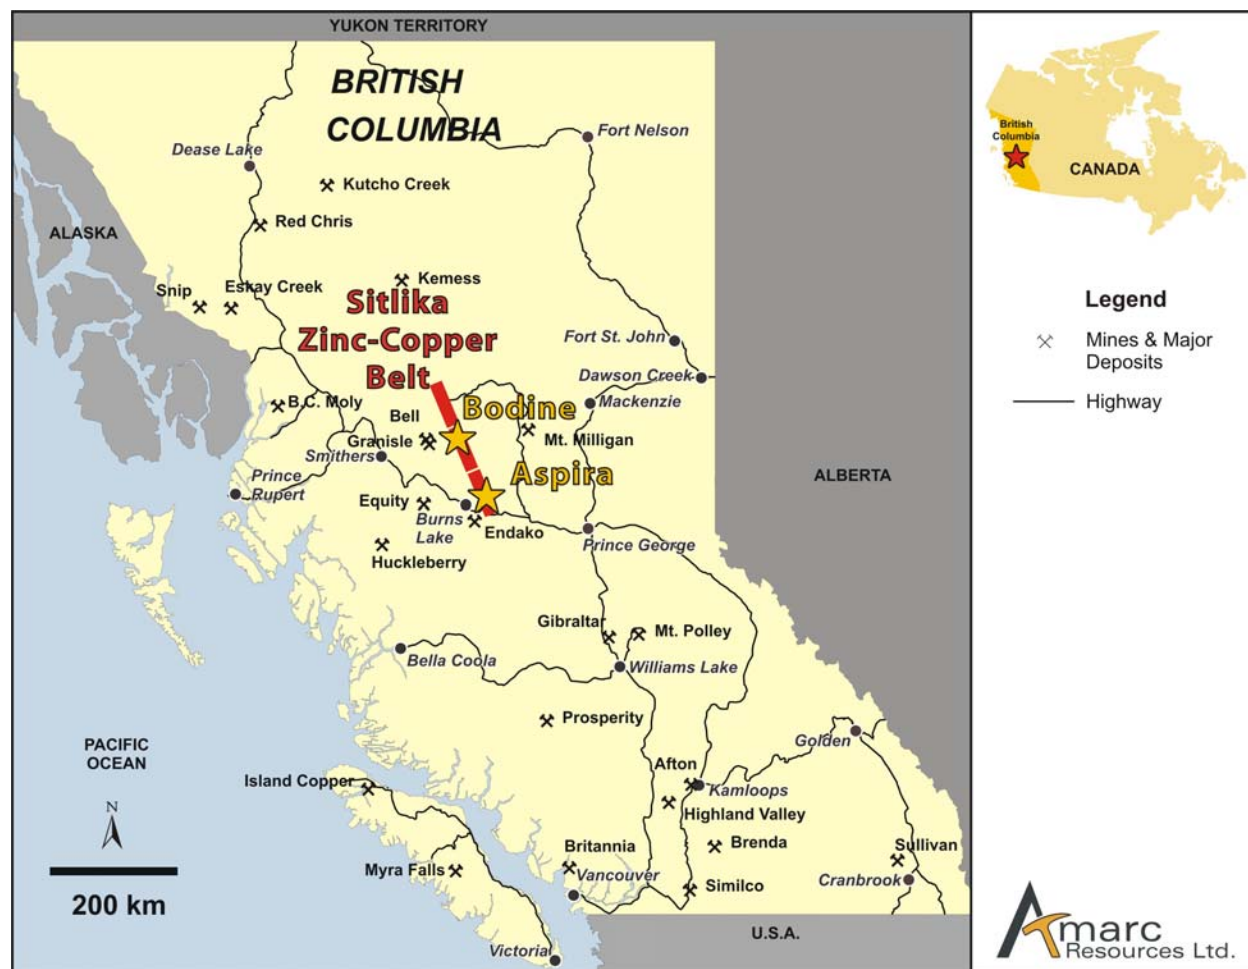 YUKON TERRITORY
BRITISH
COLUMBIA
Fort Nelson
Dease Lake
Kutcho Creek
Red Chris
ALASKA
Kemess
Snip
Eskay Creek
Sitlika
Zinc-Copper
Belt
Fort St. John
Dawson Creek
Mackenzie
B.C. Moly
Bell
Bodine
Granisle
Mt. Milligan
Smithers
Aspira
ALBERTA
Prince
Rupert
Equity
Burns
Lake
Endako
Prince George
Huckleberry
Gibraltar
Mt. Polley
Bella Coola
Williams Lake
Prosperity
PACIFIC
OCEAN
Golden
Island Copper
Afton
Kamloops
Highland Valley
N
Britannia
Brenda
Sullivan
Myra Falls
Vancouver
Similco
Cranbrook
200 km
U.S.A.
Victoria
British
Columbia
CANADA
Legend
Mines & Major
Deposits
Highway
Amarc
Resources Ltd.